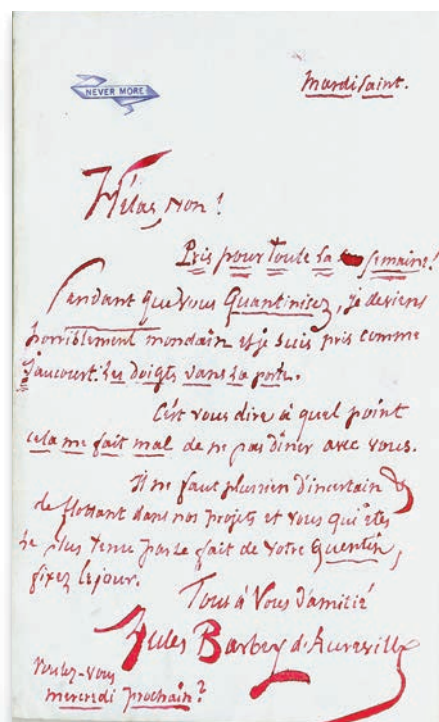 NEVER MORE
Mardi Saint.
Hélas, non!
Pris pour Toute la semaine!
Pendant que vous Quantinisez, je deviens
horriblement mondain et je suis pris comme
les doigts dans la porte.
C'est vous dire à quel point
cela me fait mal de ne pas dîner avec vous.
Il ne faut plus rien d'incertain &
de flottant dans nos projets et vous qui êtes
le plus tenu par le fait de votre Quentin,
fixez le jour.
Tout à Vous d'amitié
Jules Barbey d'Aurevilly
voulez-vous
mercredi prochain?